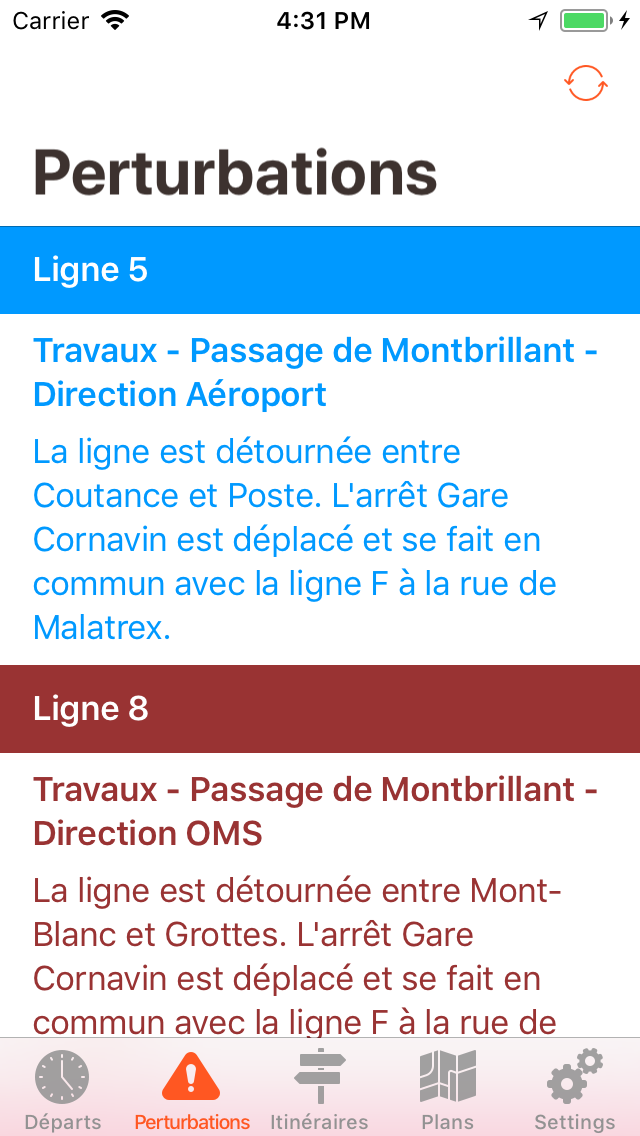 Carrier 4:31 PM
Perturbations
Ligne 5
Travaux - Passage de Montbrillant -
Direction Aéroport
La ligne est détournée entre
Coutance et Poste. L'arrêt Gare
Cornavin est déplacé et se fait en
commun avec la ligne F à la rue de
Malatrex.
Ligne 8
Travaux - Passage de Montbrillant -
Direction OMS
La ligne est détournée entre Mont-
Blanc et Grottes. L'arrêt Gare
Cornavin est déplacé et se fait en
commun avec la ligne F à la rue de
Départs Perturbations Itinéraires Plans Settings